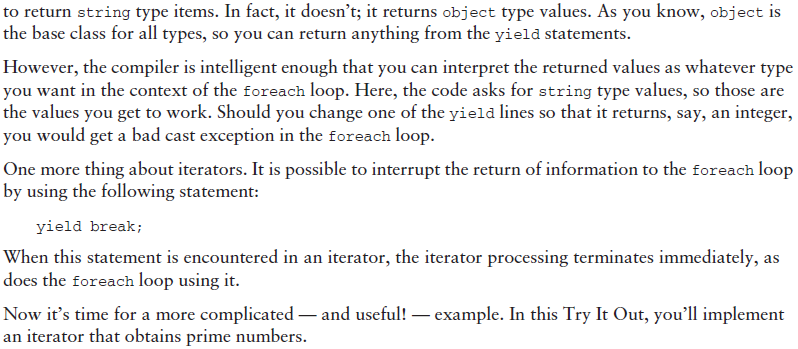 to return string type items. In fact, it doesn’t; it returns object type values. As you know, object is
the base class for all types, so you can return anything from the yield statements.
However, the compiler is intelligent enough that you can interpret the returned values as whatever type
you want in the context of the foreach loop. Here, the code asks for string type values, so those are
the values you get to work. Should you change one of the yield lines so that it returns, say, an integer,
you would get a bad cast exception in the foreach loop.
One more thing about iterators. It is possible to interrupt the return of information to the foreach loop
by using the following statement:
yield break;
When this statement is encountered in an iterator, the iterator processing terminates immediately, as
does the foreach loop using it.
Now it’s time for a more complicated — and useful! — example. In this Try It Out, you’ll implement
an iterator that obtains prime numbers.